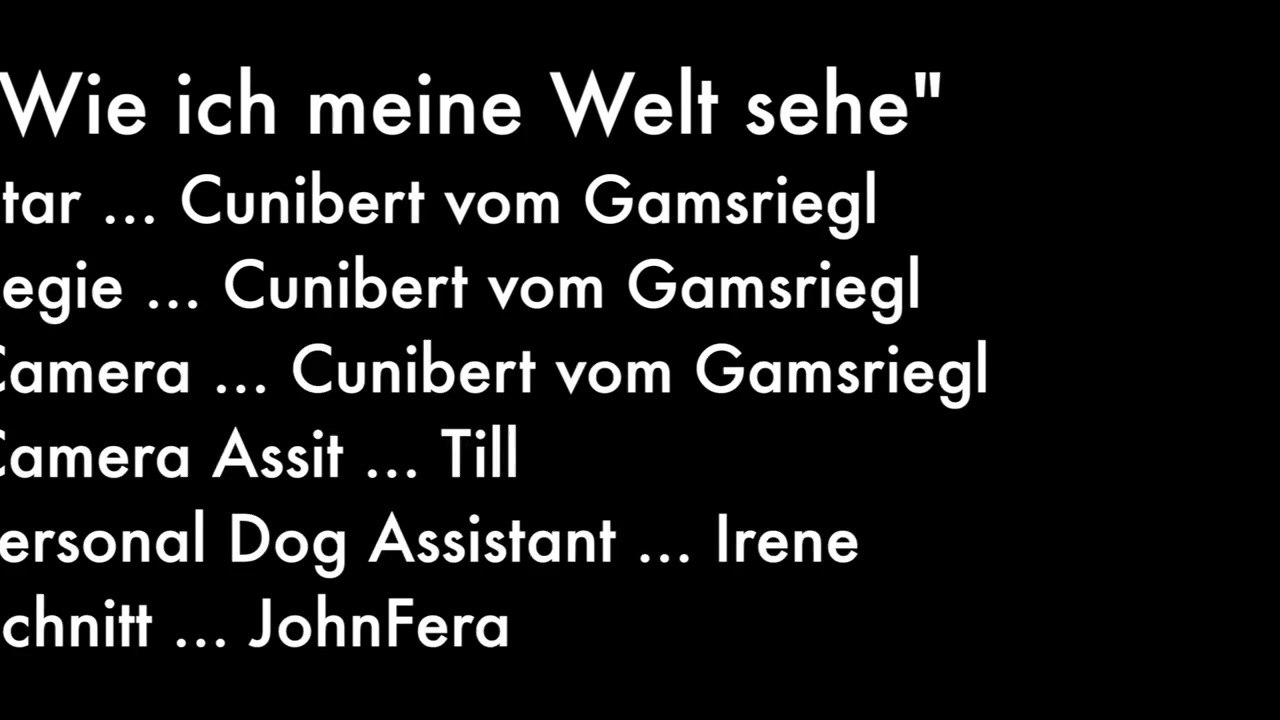 Wie ich meine Welt sehe"
tar ... Cunibert vom Gamsriegl
egie ... Cunibert vom Gamsriegl
Camera ... Cunibert vom Gamsriegl
Camera Assit ... Till
ersonal Dog Assistant ... Irene
chnitt ... JohnFera